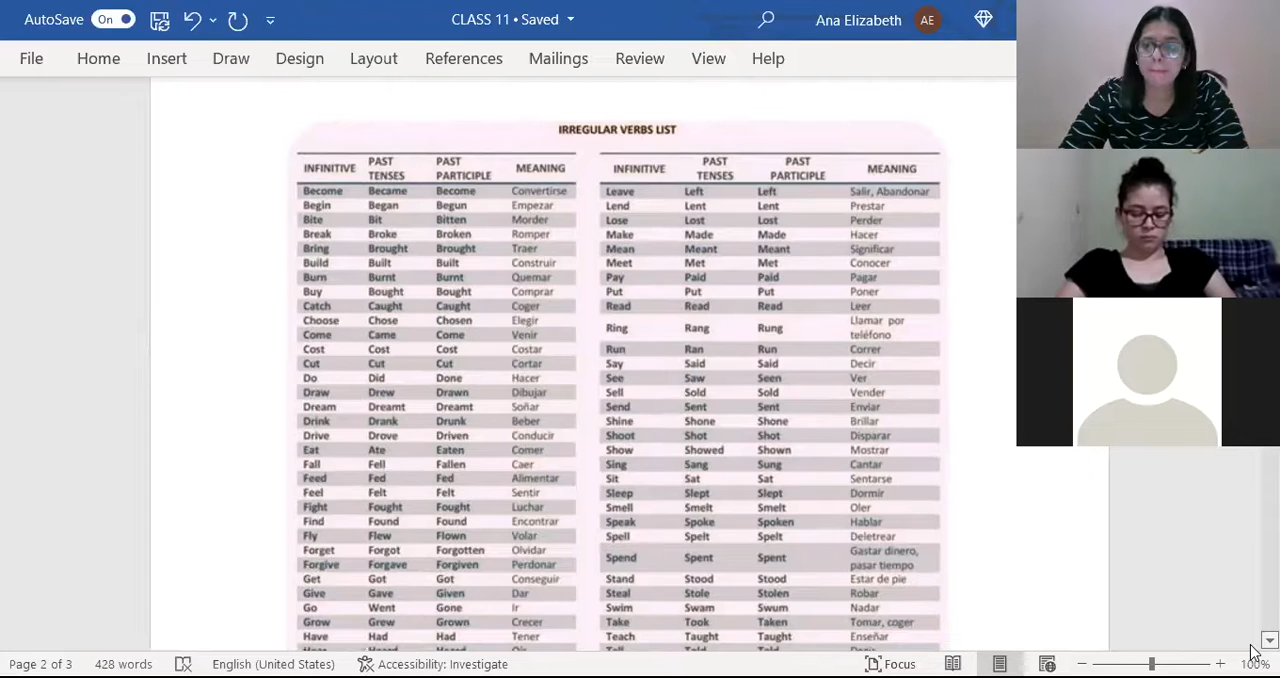 AutoSave On CLASS 11 • Saved Ana Elizabeth AE
File Home Insert Draw Design Layout References Mailings Review View Help
IRREGULAR VERBS LIST
INFINITIVE PAST TENSES PAST PARTICIPLE MEANING
Become Became Become Convertirse
Begin Began Begun Empezar
Bite Bit Bitten Morder
Break Broke Broken Romper
Bring Brought Brought Traer
Build Built Built Construir
Burn Burnt Burnt Quemar
Buy Bought Bought Comprar
Catch Caught Caught Coger
Choose Chose Chosen Elegir
Come Came Come Venir
Cost Cost Cost Costar
Cut Cut Cut Cortar
Do Did Done Hacer
Draw Drew Drawn Dibujar
Dream Dreamt Dreamt Soñar
Drink Drank Drunk Beber
Drive Drove Driven Conducir
Eat Ate Eaten Comer
Fall Fell Fallen Caer
Feed Fed Fed Alimentar
Feel Felt Felt Sentir
Fight Fought Fought Luchar
Find Found Found Encontrar
Fly Flew Flown Volar
Forget Forgot Forgotten Olvidar
Forgive Forgave Forgiven Perdonar
Get Got Got Conseguir
Give Gave Given Dar
Go Went Gone Ir
Grow Grew Grown Crecer
Have Had Had Tener
INFINITIVE PAST TENSES PAST PARTICIPLE MEANING
Leave Left Left Salir, Abandonar
Lend Lent Lent Prestar
Lose Lost Lost Perder
Make Made Made Hacer
Mean Meant Meant Significar
Meet Met Met Conocer
Pay Paid Paid Pagar
Put Put Put Poner
Read Read Read Leer
Ring Rang Rung Llamar por teléfono
Run Ran Run Correr
Say Said Said Decir
See Saw Seen Ver
Sell Sold Sold Vender
Send Sent Sent Enviar
Shine Shone Shone Brillar
Shoot Shot Shot Disparar
Show Showed Shown Mostrar
Sing Sang Sung Cantar
Sit Sat Sat Sentarse
Sleep Slept Slept Dormir
Smell Smelt Smelt Oler
Speak Spoke Spoken Hablar
Spell Spelt Spelt Deletrear
Spend Spent Spent Gastar dinero, pasar tiempo
Stand Stood Stood Estar de pie
Steal Stole Stolen Robar
Swim Swam Swum Nadar
Take Took Taken Tomar, coger
Teach Taught Taught Enseñar
Page 2 of 3 428 words English (United States) Accessibility: Investigate Focus 100%